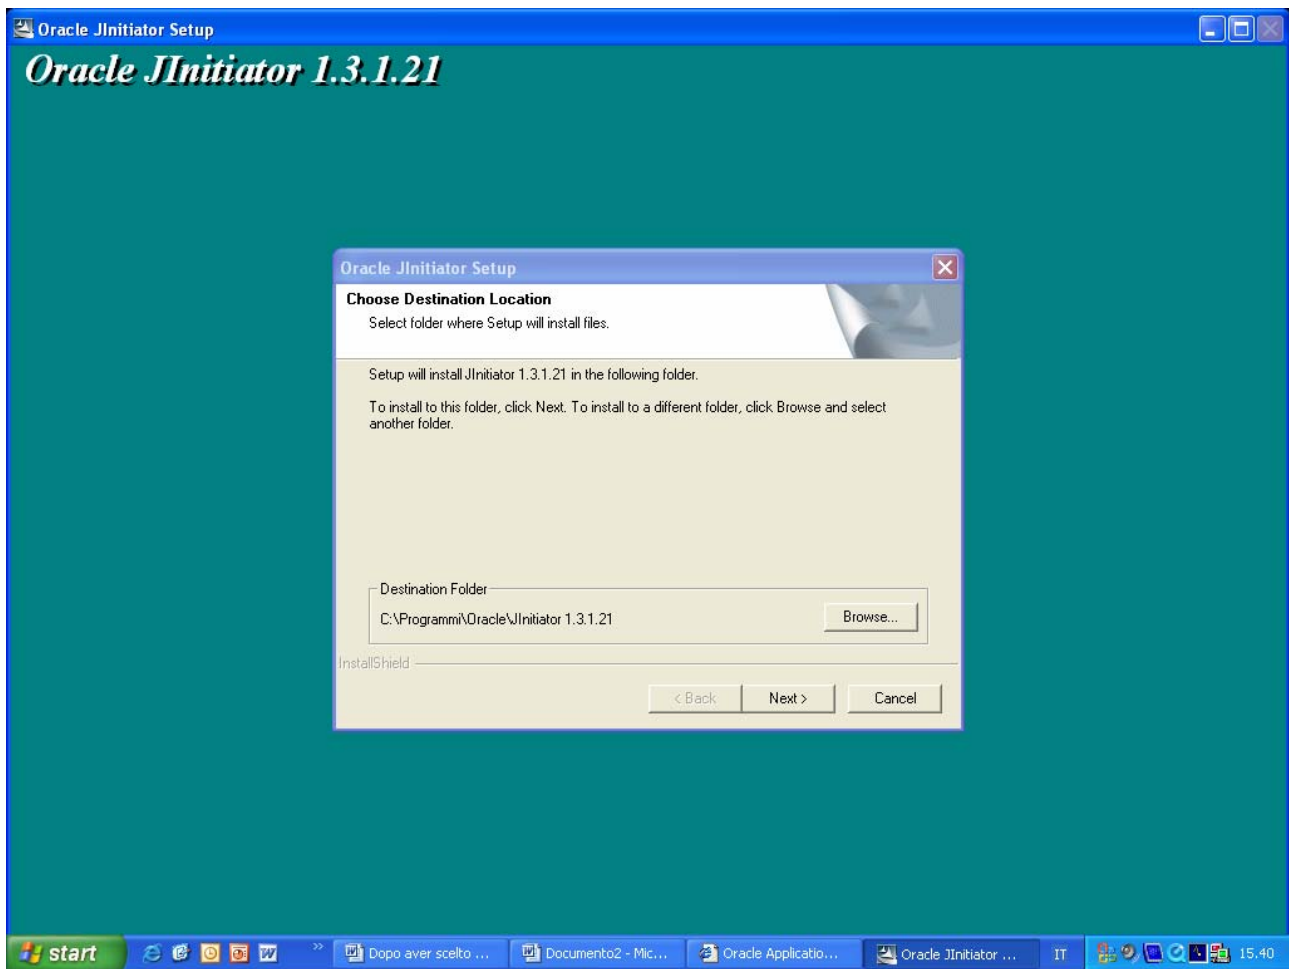 Oracle JInitiator Setup
Oracle JInitiator 1.3.1.21
Oracle JInitiator Setup
Choose Destination Location
Select folder where Setup will install files.
Setup will install JInitiator 1.3.1.21 in the following folder.
To install to this folder, click Next. To install to a different folder, click Browse and select
another folder.
Destination Folder
C:\Programmi\Oracle\JInitiator 1.3.1.21
Browse...
InstallShield
< Back
Next >
Cancel
start
Dopo aver scelto ...
Documento2 - Mic...
Oracle Applicatio...
Oracle JInitiator ...
IT
15.40